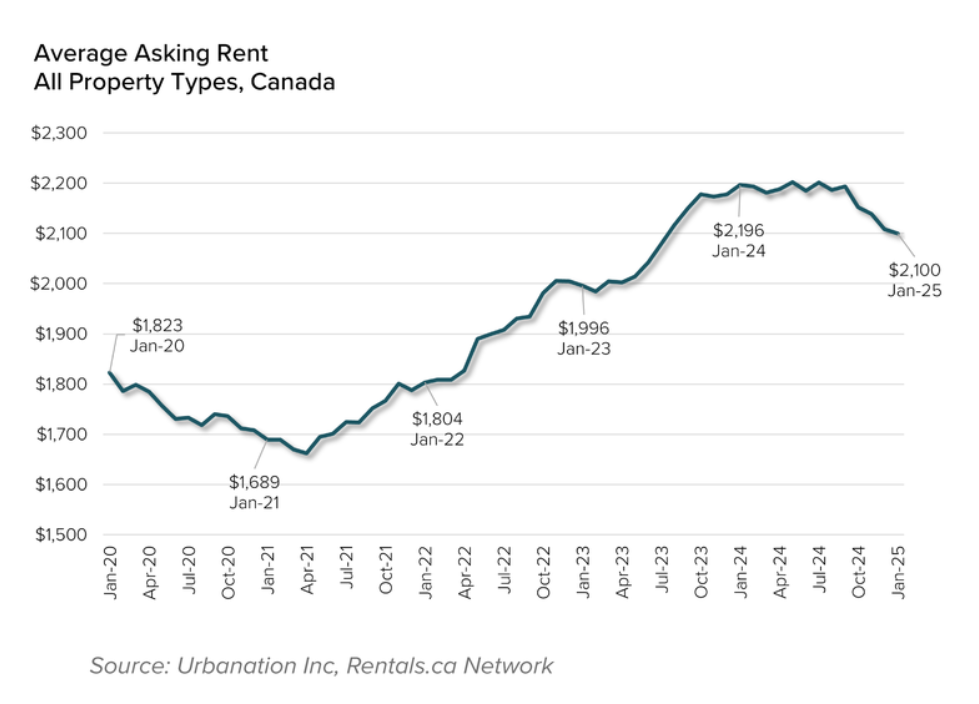 Average Asking Rent
All Property Types, Canada
$2,300
$2,200
$2,100
$2,000
$1,900
$1,800
$1,700
$1,600
$1,500
$1,823
Jan-20
$1,689
Jan-21
$1,804
Jan-22
$1,996
Jan-23
$2,196
Jan-24
$2,100
Jan-25
Jan-20
Apr-20
Jul-20
Oct-20
Jan-21
Apr-21
Jul-21
Oct-21
Jan-22
Apr-22
Jul-22
Oct-22
Jan-23
Apr-23
Jul-23
Oct-23
Jan-24
Apr-24
Jul-24
Oct-24
Jan-25
Source: Urbanation Inc, Rentals.ca Network